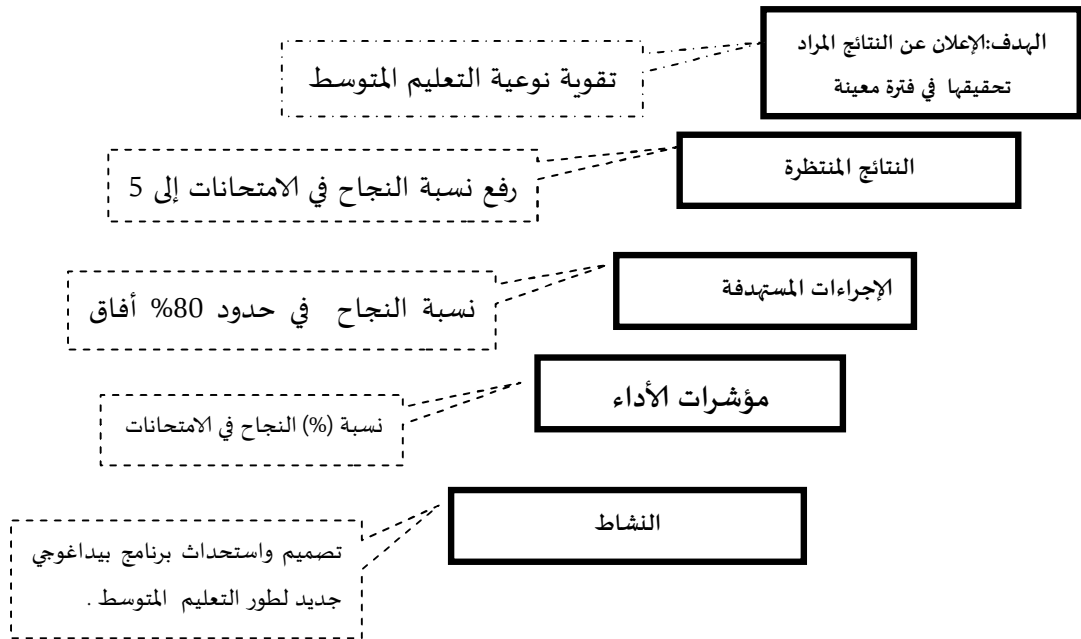 الهدف:الإعلان عن النتائج المراد
تحقيقها في فترة معينة
تقوية نوعية التعليم المتوسط
النتائج المنتظرة
رفع نسبة النجاح في الامتحانات إلى 5
الإجراءات المستهدفة
نسبة النجاح في حدود 80% أفاق
مؤشرات الأداء
نسبة (%) النجاح في الامتحانات
النشاط
تصميم واستحداث برنامج بيداغوجي
جديد لطور التعليم المتوسط .